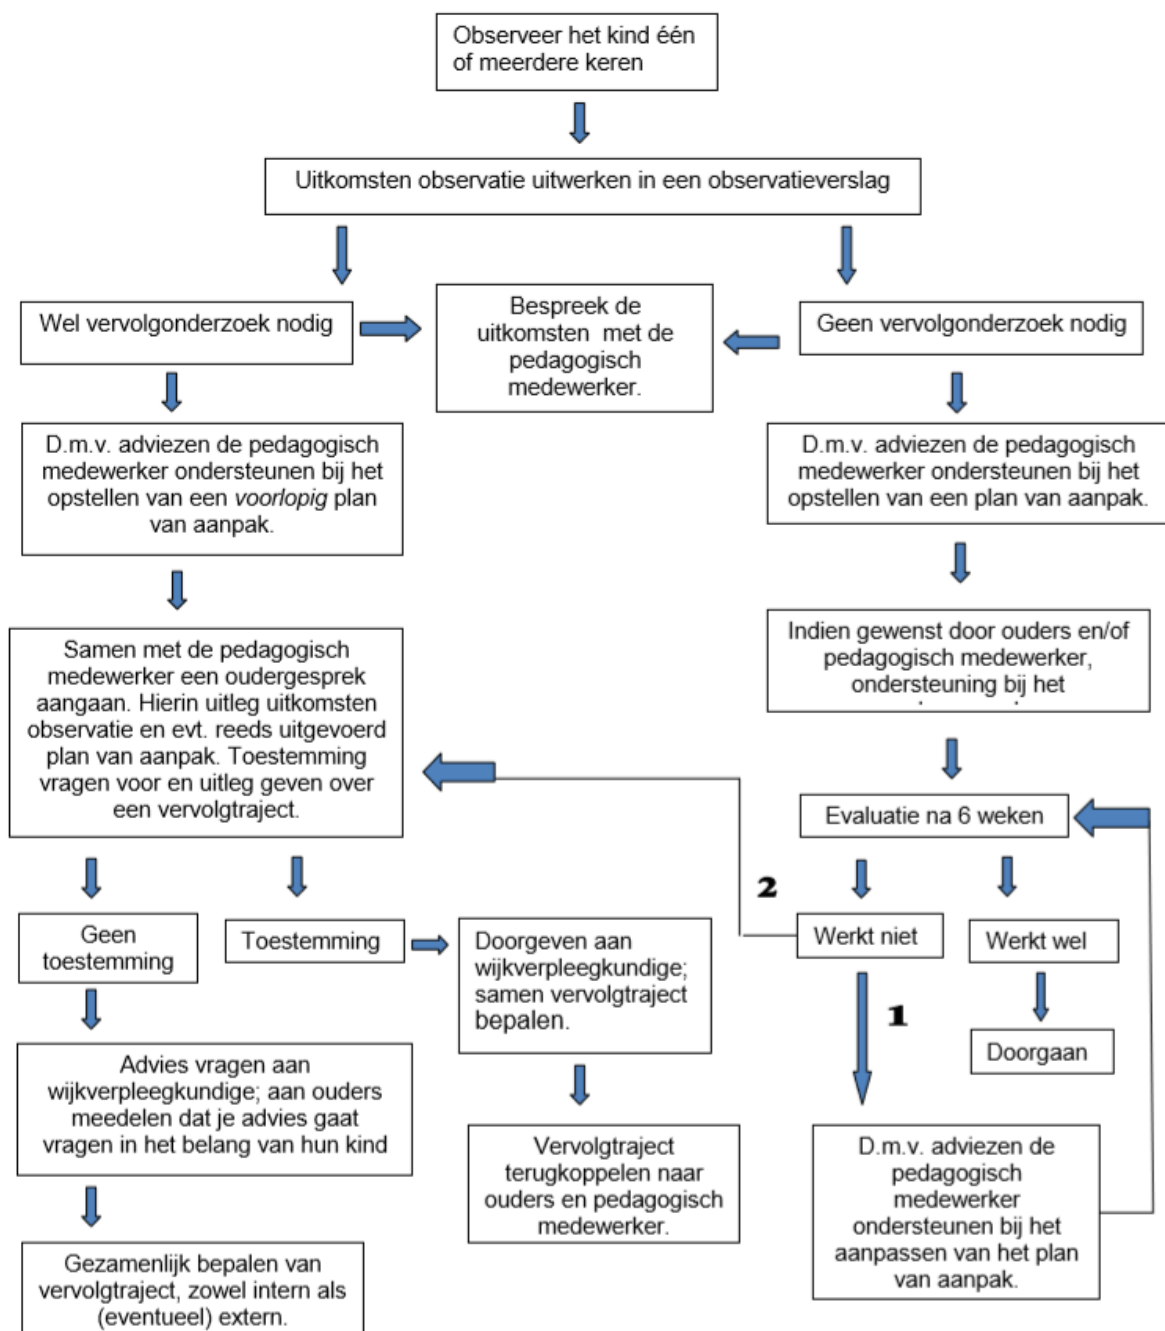 Observeer het kind één
of meerdere keren
Uitkomsten observatie uitwerken in een observatieverslag
Wel vervolgonderzoek nodig
Bespreek de
uitkomsten met de
pedagogisch
medewerker.
Geen vervolgonderzoek nodig
D.m.v. adviezen de pedagogisch
medewerker ondersteunen bij het
opstellen van een voorlopig plan
van aanpak.
D.m.v. adviezen de pedagogisch
medewerker ondersteunen bij het
opstellen van een plan van aanpak.
Samen met de pedagogisch
medewerker een oudergesprek
aangaan. Hierin uitleg uitkomsten
observatie en evt. reeds uitgevoerd
plan van aanpak. Toestemming
vragen voor en uitleg geven over
een vervolgtraject.
Indien gewenst door ouders en/of
pedagogisch medewerker,
ondersteuning bij het
Evaluatie na 6 weken
2
Geen
toestemming
Toestemming
Doorgeven aan
wijkverpleegkundige;
samen vervolgtraject
bepalen.
Werkt niet
Werkt wel
1
Doorgaan
Advies vragen aan
wijkverpleegkundige; aan ouders
meedelen dat je advies gaat
vragen in het belang van hun kind
Vervolgtraject
terugkoppelen naar
ouders en pedagogisch
medewerker.
D.m.v. adviezen de
pedagogisch
medewerker
ondersteunen bij het
aanpassen van het plan
van aanpak.
Gezamenlijk bepalen van
vervolgtraject, zowel intern als
(eventueel) extern.